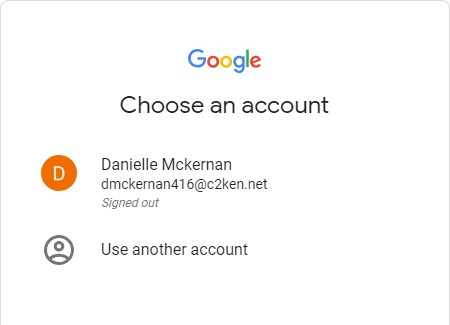 Google
Choose an account
D
Danielle Mckernan
dmckernan416@c2ken.net
Signed out
Use another account